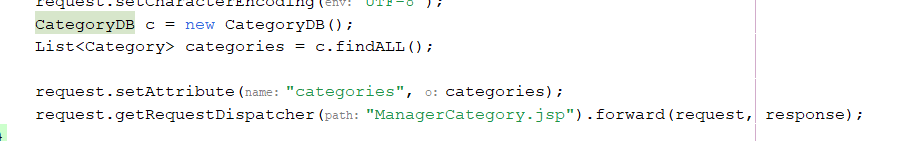 request.setCharacterEncoding(env: "UTF-8");
CategoryDB c = new CategoryDB();
List<Category> categories = c.findALL();
request.setAttribute(name: "categories", o: categories);
request.getRequestDispatcher(path: "ManagerCategory.jsp").forward(request, response);